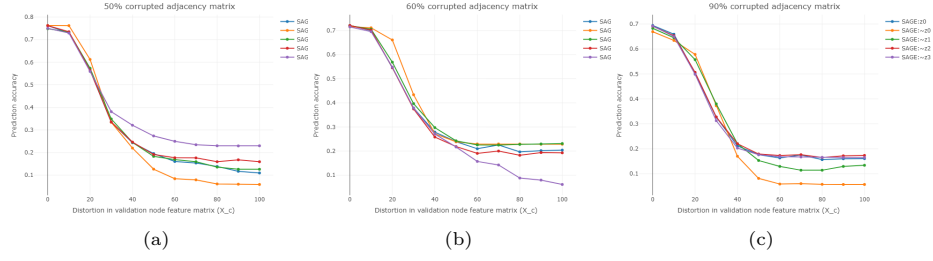 50% corrupted adjacency matrix
Prediction accuracy
0.8
0.7
0.6
0.5
0.4
0.3
0.2
0.1
0 20 40 60 80 100
Distortion in validation node feature matrix (X_c)
SAG
SAG
SAG
SAG
SAG
(a)
60% corrupted adjacency matrix
Prediction accuracy
0.7
0.6
0.5
0.4
0.3
0.2
0.1
0 20 40 60 80 100
Distortion in validation node feature matrix (X_c)
SAG
SAG
SAG
SAG
SAG
(b)
90% corrupted adjacency matrix
Prediction accuracy
0.7
0.6
0.5
0.4
0.3
0.2
0.1
0 20 40 60 80 100
Distortion in validation node feature matrix (X_c)
SAGE:z0
SAGE:~z0
SAGE:~z1
SAGE:~z2
SAGE:~z3
(c)